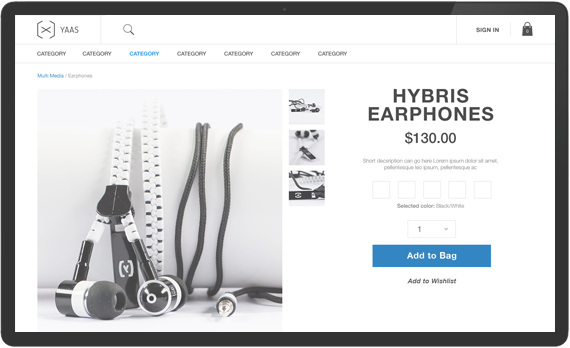 YAAS
SIGN IN
0
CATEGORY CATEGORY CATEGORY CATEGORY CATEGORY CATEGORY CATEGORY
Multi Media / Earphones
HYBRIS
EARPHONES
$130.00
Short description can go here Lorem ipsum dolor sit amet,
pellentesque leo ipsum, pellentesque ac
Selected color: Black/White
1
Add to Bag
Add to Wishlist